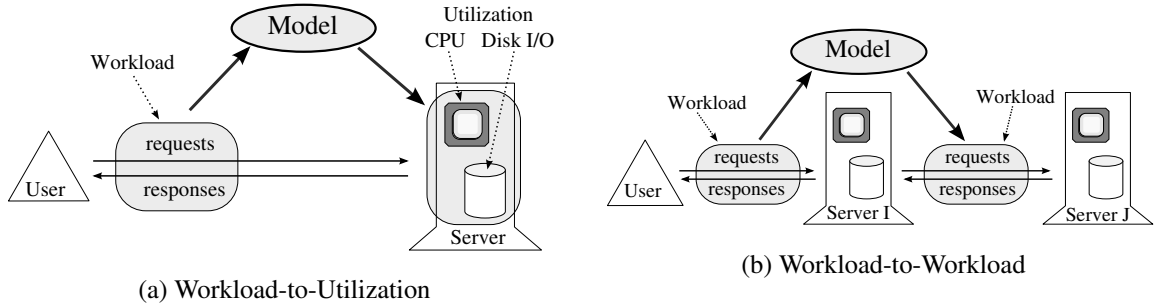 Utilization
Model
CPU
Disk I/O
Workload
requests
responses
User
Server
(a) Workload-to-Utilization
Model
Workload
Workload
requests
responses
requests
responses
User
Server I
Server J
(b) Workload-to-Workload